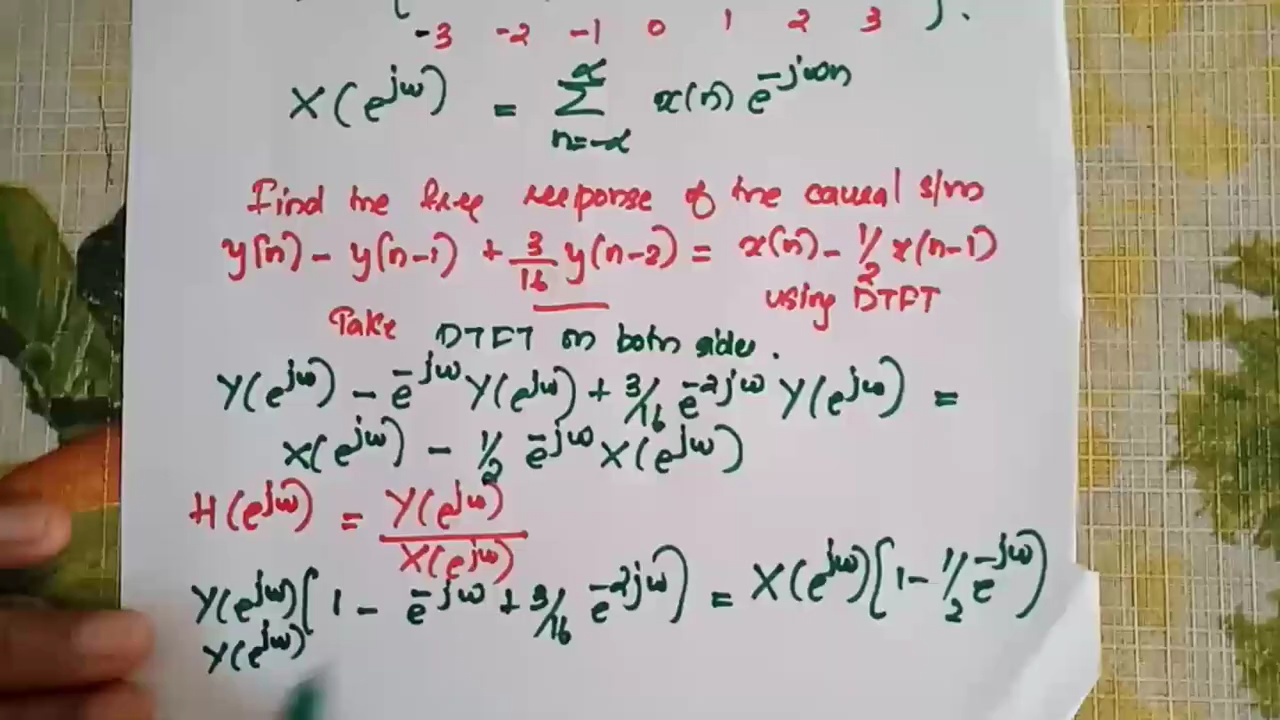 -3 -2 -1 0 1 2 3 }.
X(e^jω) = Σ_{n=-∞}^{∞} x(n) e^-jωn
Find the freq response of the causal s/m
y(n) - y(n-1) + 3/16 y(n-2) = x(n) - 1/2 x(n-1)
using DTFT
Take DTFT on both sides.
Y(e^jω) - e^-jω Y(e^jω) + 3/16 e^-2jω Y(e^jω) =
X(e^jω) - 1/2 e^-jω X(e^jω)
H(e^jω) = Y(e^jω) / X(e^jω)
Y(e^jω)[1 - e^-jω + 3/16 e^-2jω] = X(e^jω)[1 - 1/2 e^-jω]
Y(e^jω)